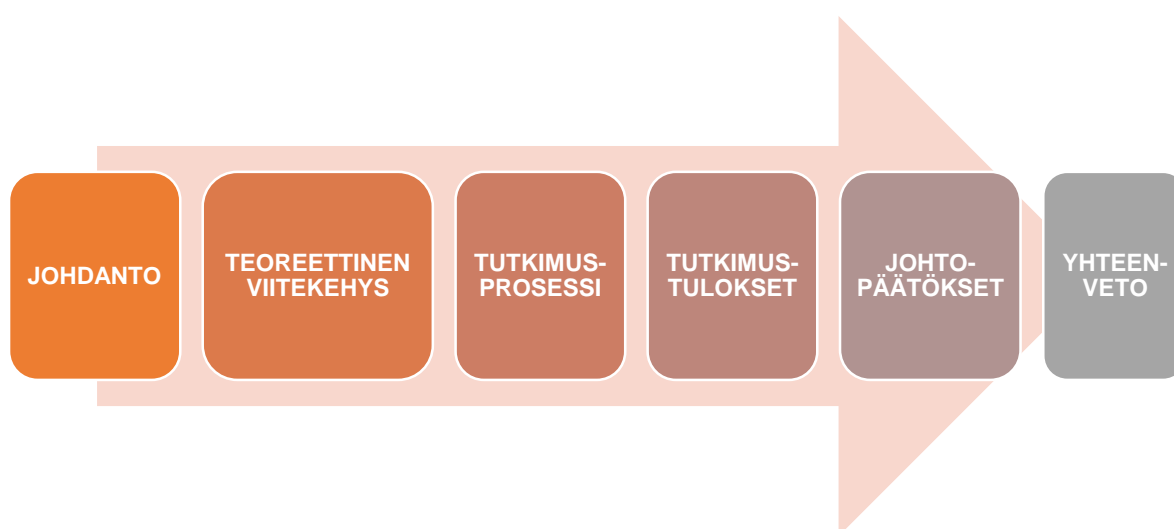 JOHDANTO
TEOREETTINEN
VIITEKEHYS
TUTKIMUS-
PROSESSI
TUTKIMUS-
TULOKSET
JOHTO-
PÄÄTÖKSET
YHTEEN-
VETO